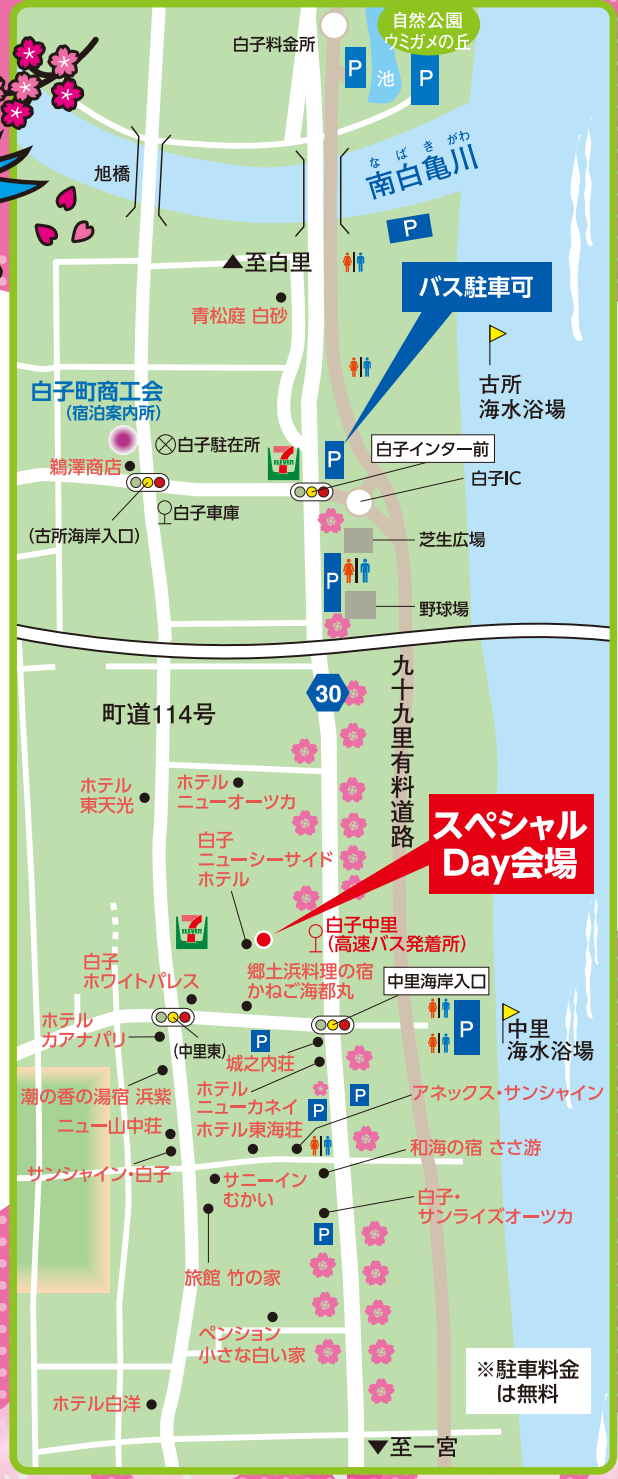 自然公園
ウミガメの丘
白子料金所
P
池
P
旭橋
なばきがわ
南白亀川
P
▲至白里
バス駐車可
青松庭 白砂
古所
海水浴場
白子町商工会
(宿泊案内所)
白子駐在所
鵜澤商店
7
ELEVEN
P
白子インター前
白子IC
(古所海岸入口)
白子車庫
芝生広場
P
野球場
30
九十九里有料道路
町道114号
ホテル
東天光
ホテル
ニューオーツカ
白子
ニューシーサイド
ホテル
スペシャル
Day会場
7
ELEVEN
白子中里
(高速バス発着所)
白子
ホワイトパレス
郷土浜料理の宿
かねご海都丸
中里海岸入口
P
中里
海水浴場
ホテル
カアナパリ
(中里東)
P
城之内荘
潮の香の湯宿 浜紫
ホテル
ニューカネイ
P
P
アネックス・サンシャイン
ニュー山中荘
ホテル東海荘
和海の宿 ささ游
サンシャイン・白子
サニーイン
むかい
白子・
サンライズオーツカ
P
旅館 竹の家
ペンション
小さな白い家
ホテル白洋
※駐車料金
は無料
▼至一宮